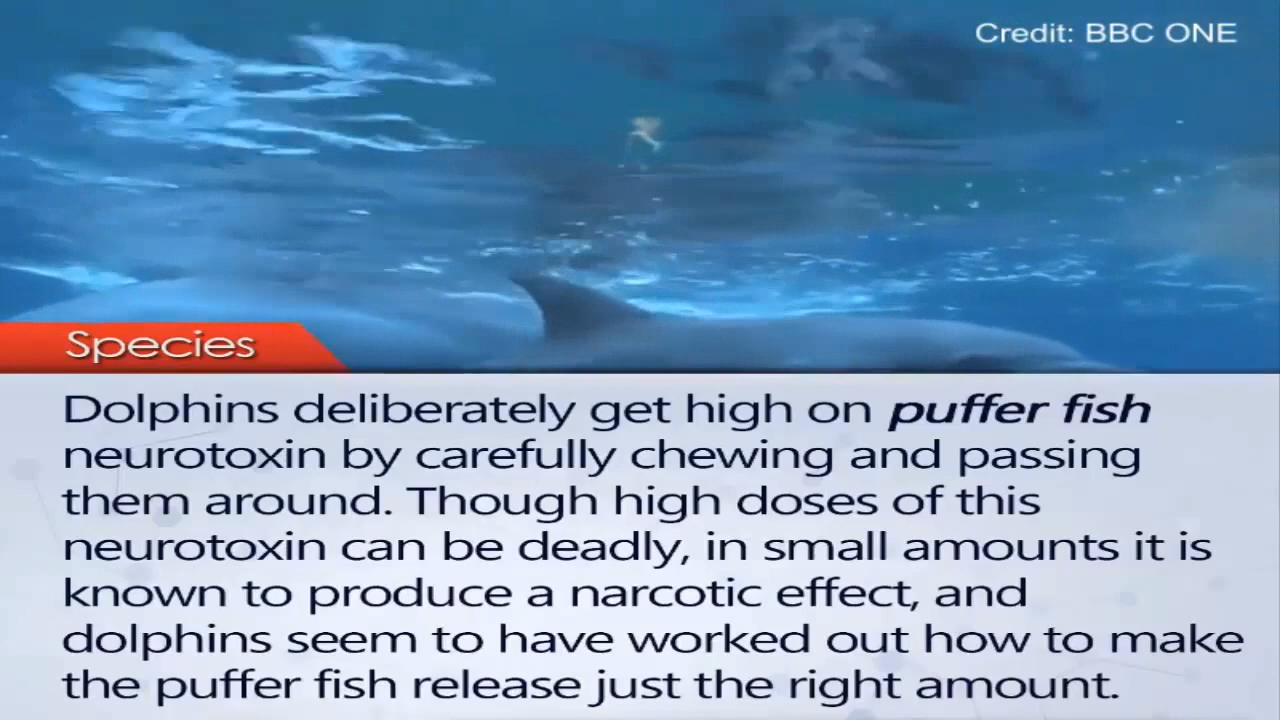 Credit: BBC ONE
Species
Dolphins deliberately get high on puffer fish
neurotoxin by carefully chewing and passing
them around. Though high doses of this
neurotoxin can be deadly, in small amounts it is
known to produce a narcotic effect, and
dolphins seem to have worked out how to make
the puffer fish release just the right amount.